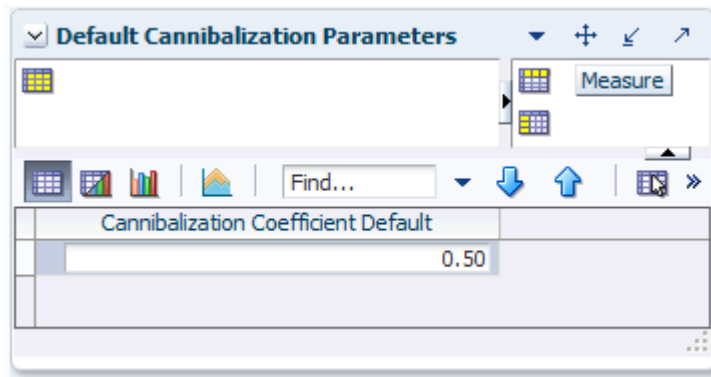 Default Cannibalization Parameters
Measure
Find...
Cannibalization Coefficient Default
0.50